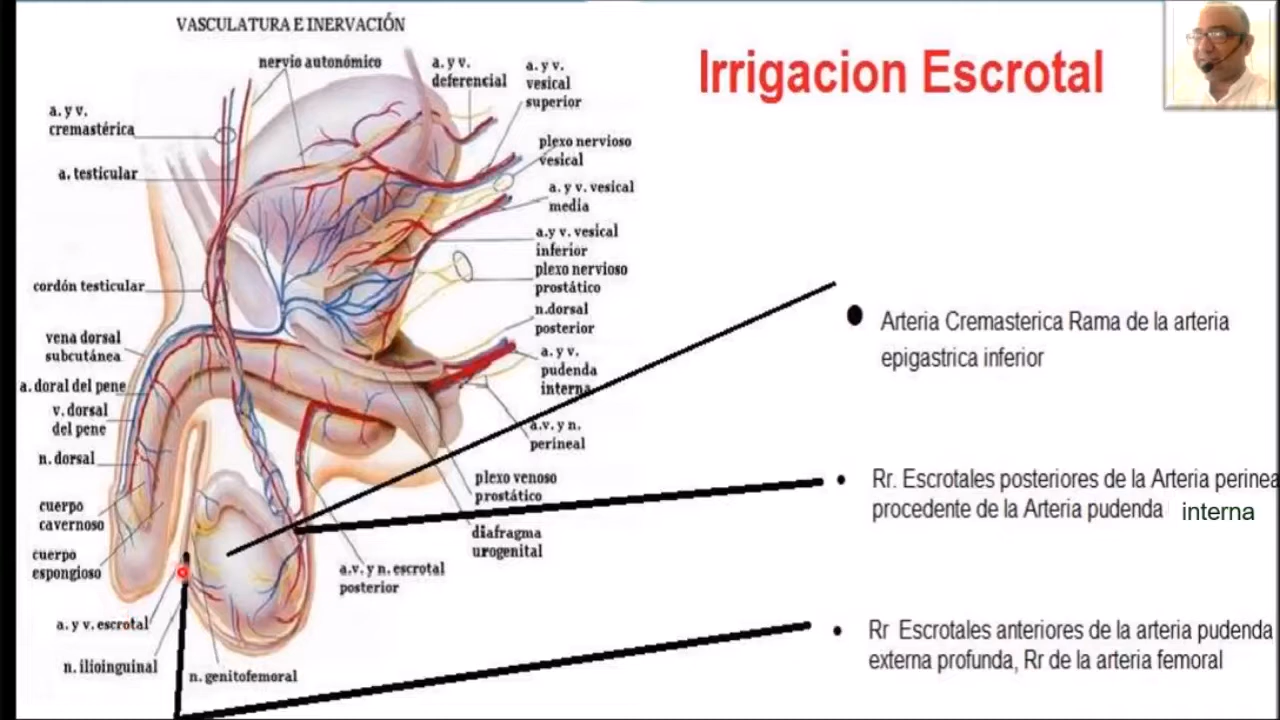 VASCULATURA E INERVACIÓN
Irrigacion Escrotal
nervio autonómico
a. y v.
deferencial
a. y v.
vesical
superior
a. y v.
cremastérica
a. testicular
plexo nervioso
vesical
a. y v. vesical
media
a.y v. vesical
inferior
plexo nervioso
prostático
cordón testicular
n.dorsal
posterior
vena dorsal
subcutánea
a. y v.
pudenda
interna
a. doral del pene
v. dorsal
del pene
a.v. y n.
perineal
n. dorsal
plexo venoso
prostático
cuerpo
cavernoso
diafragma
urogenital
cuerpo
espongioso
a.v. y n. escrotal
posterior
a. y v. escrotal
n. ilioinguinal
n. genitofemoral
• Arteria Cremasterica Rama de la arteria
epigastrica inferior
• Rr. Escrotales posteriores de la Arteria perinea
procedente de la Arteria pudenda interna
• Rr Escrotales anteriores de la arteria pudenda
externa profunda, Rr de la arteria femoral